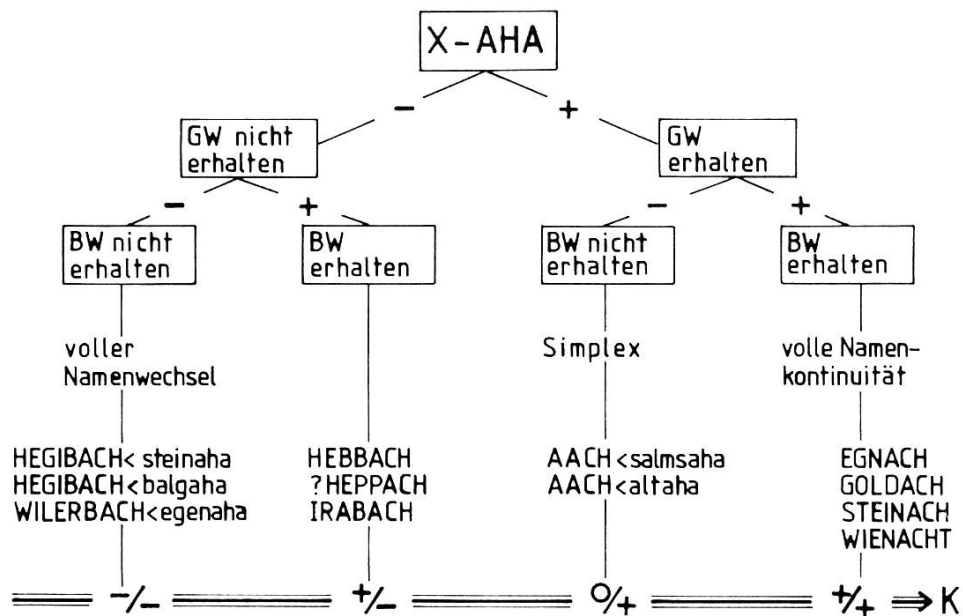 X-AHA
- +
GW nicht
erhalten
GW
erhalten
- +
- +
BW nicht
erhalten
BW
erhalten
BW nicht
erhalten
BW
erhalten
voller
Namenwechsel
Simplex
volle Namen-
kontinuität
HEGIBACH< steinaha
HEGIBACH<balgaha
WILERBACH<egenaha
HEBBACH
?HEPPACH
IRABACH
AACH<salmsaha
AACH<altaha
EGNACH
GOLDACH
STEINACH
WIENACHT
-/- +/- O/+ +/+ ⇒ K